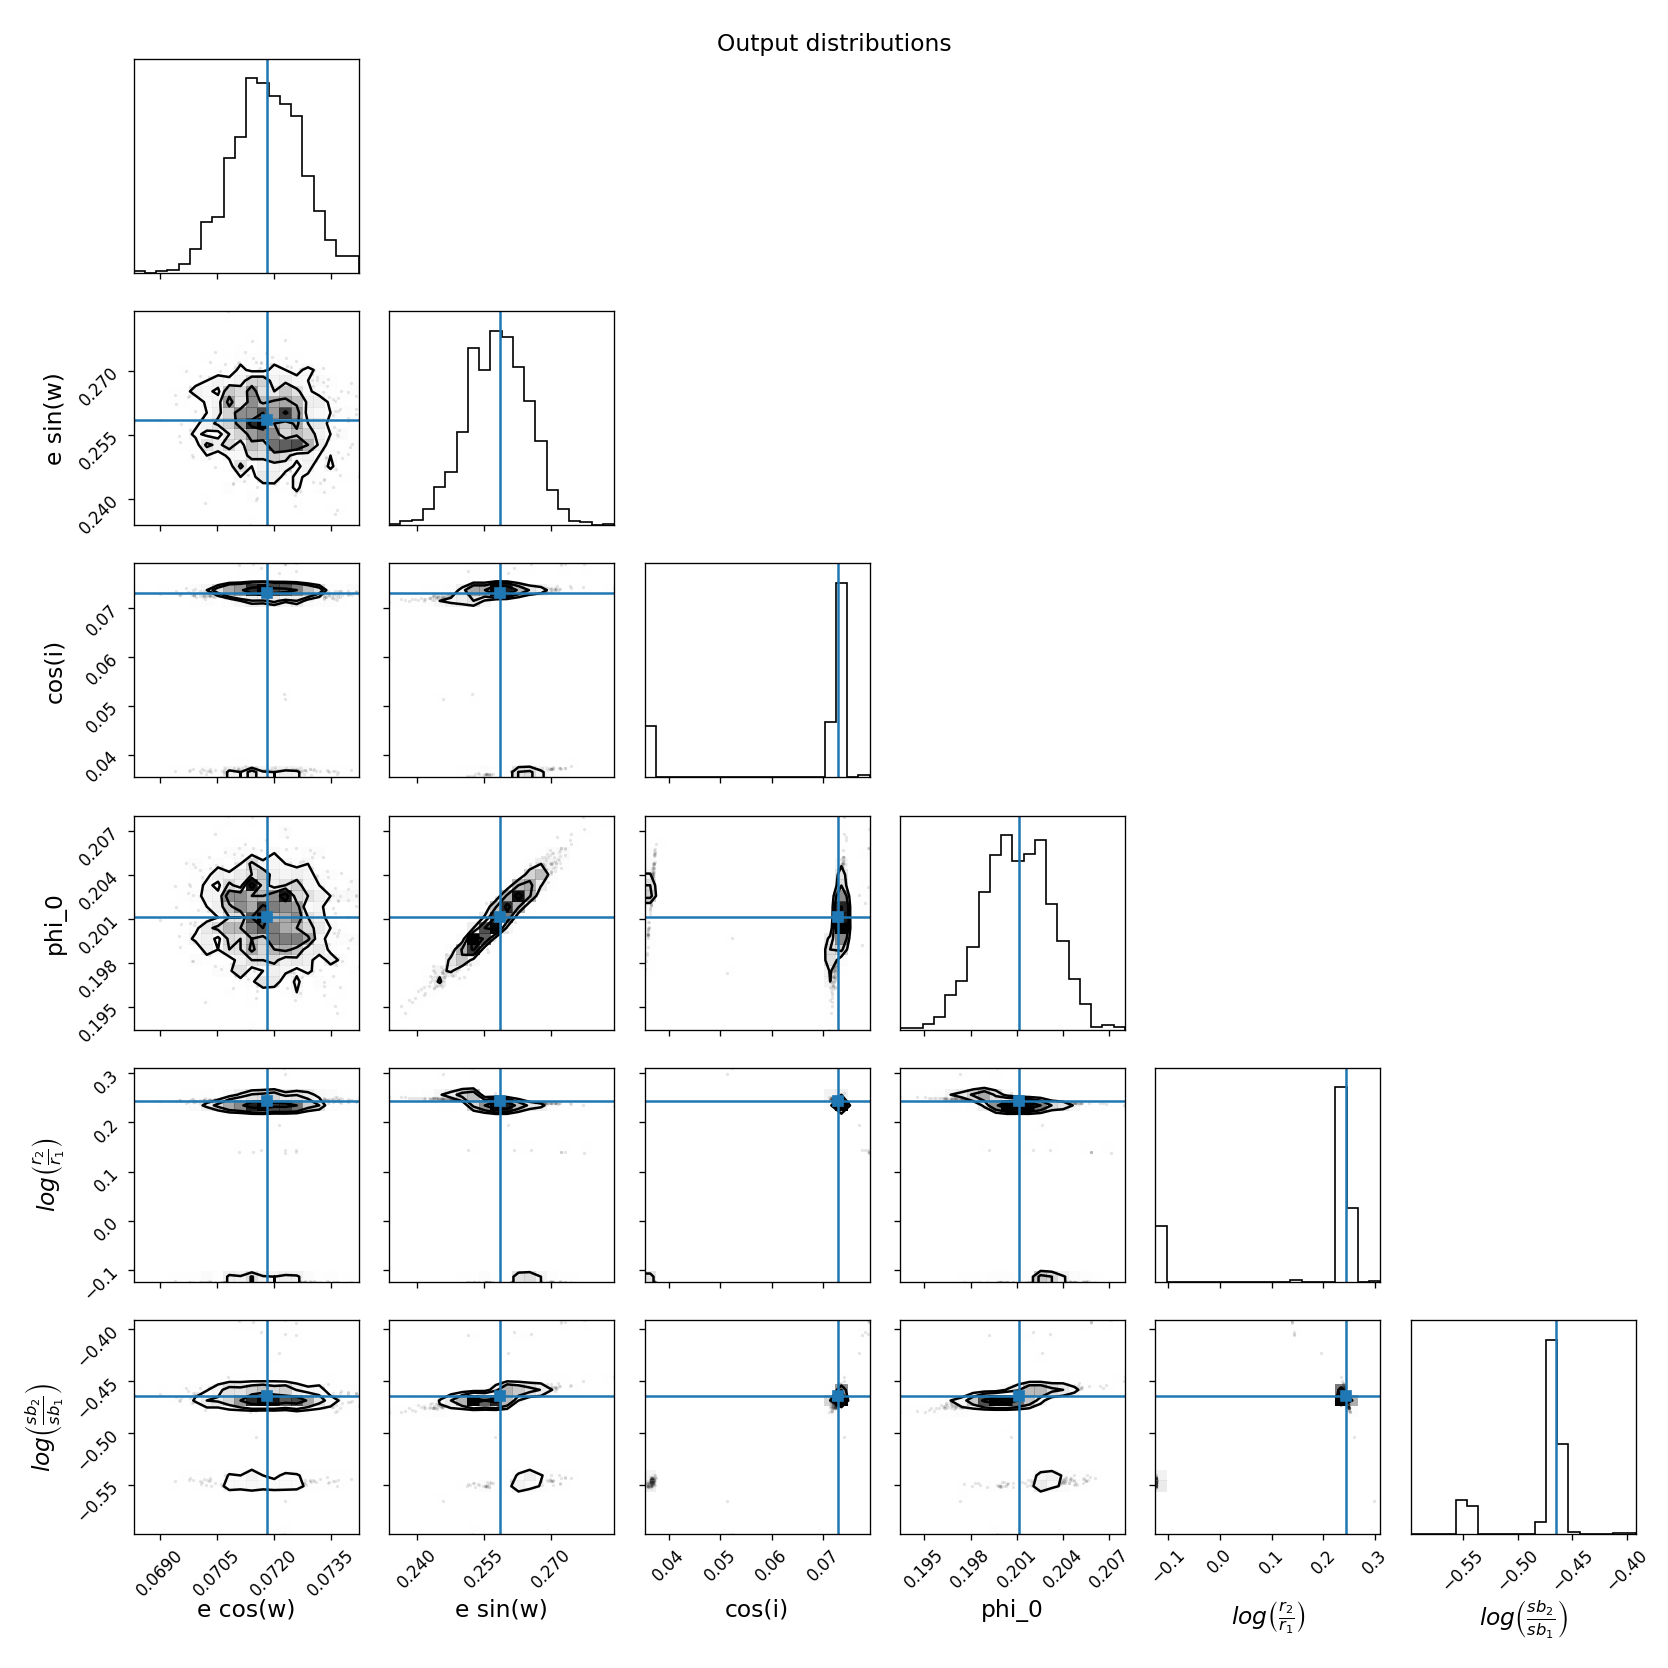 Output distributions
e sin(w)
0.270
0.255
0.240
cos(i)
0.07
0.06
0.05
0.04
phi_0
0.207
0.204
0.201
0.198
0.195
log(r2/r1)
0.3
0.2
0.1
0.0
−0.1
log(sb2/sb1)
−0.40
−0.45
−0.50
−0.55
0.0690 0.0705 0.0720 0.0735
0.240 0.255 0.270
0.04 0.05 0.06 0.07
0.195 0.198 0.201 0.204 0.207
−0.1 0.0 0.1 0.2 0.3
−0.55 −0.50 −0.45 −0.40
e cos(w) e sin(w) cos(i) phi_0 log(r2/r1) log(sb2/sb1)